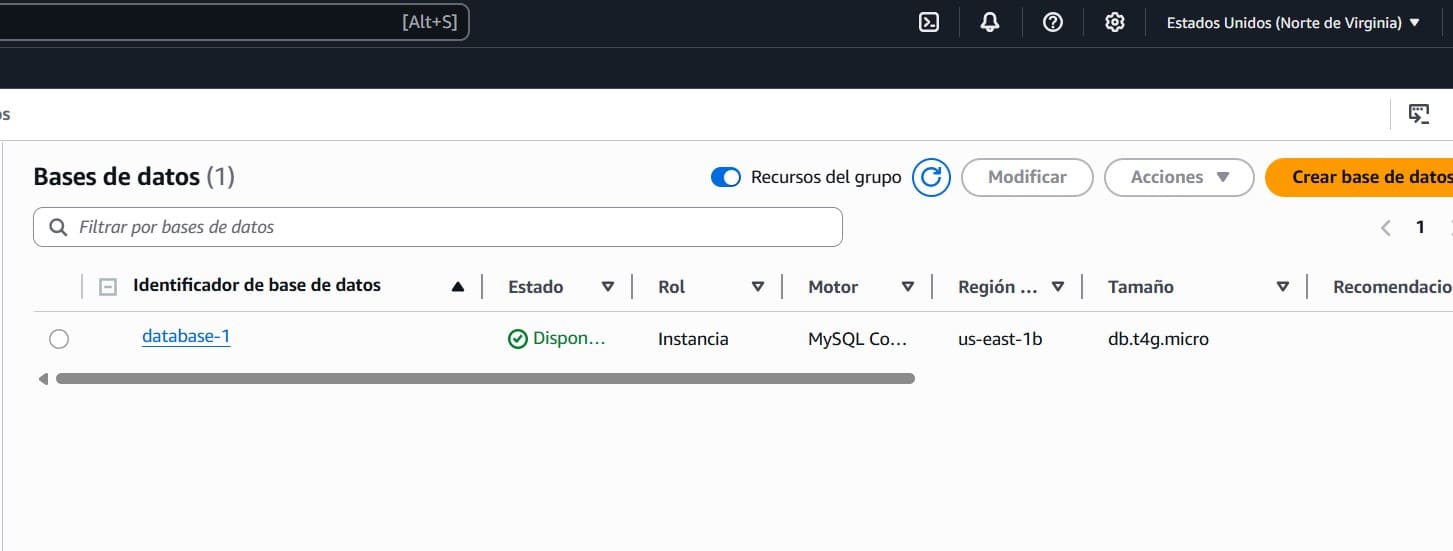 [Alt+S] Estados Unidos (Norte de Virginia)
os
Bases de datos (1) Recursos del grupo Modificar Acciones Crear base de datos
Filtrar por bases de datos 1
Identificador de base de datos Estado Rol Motor Región ... Tamaño Recomendacio
database-1 Dispon... Instancia MySQL Co... us-east-1b db.t4g.micro